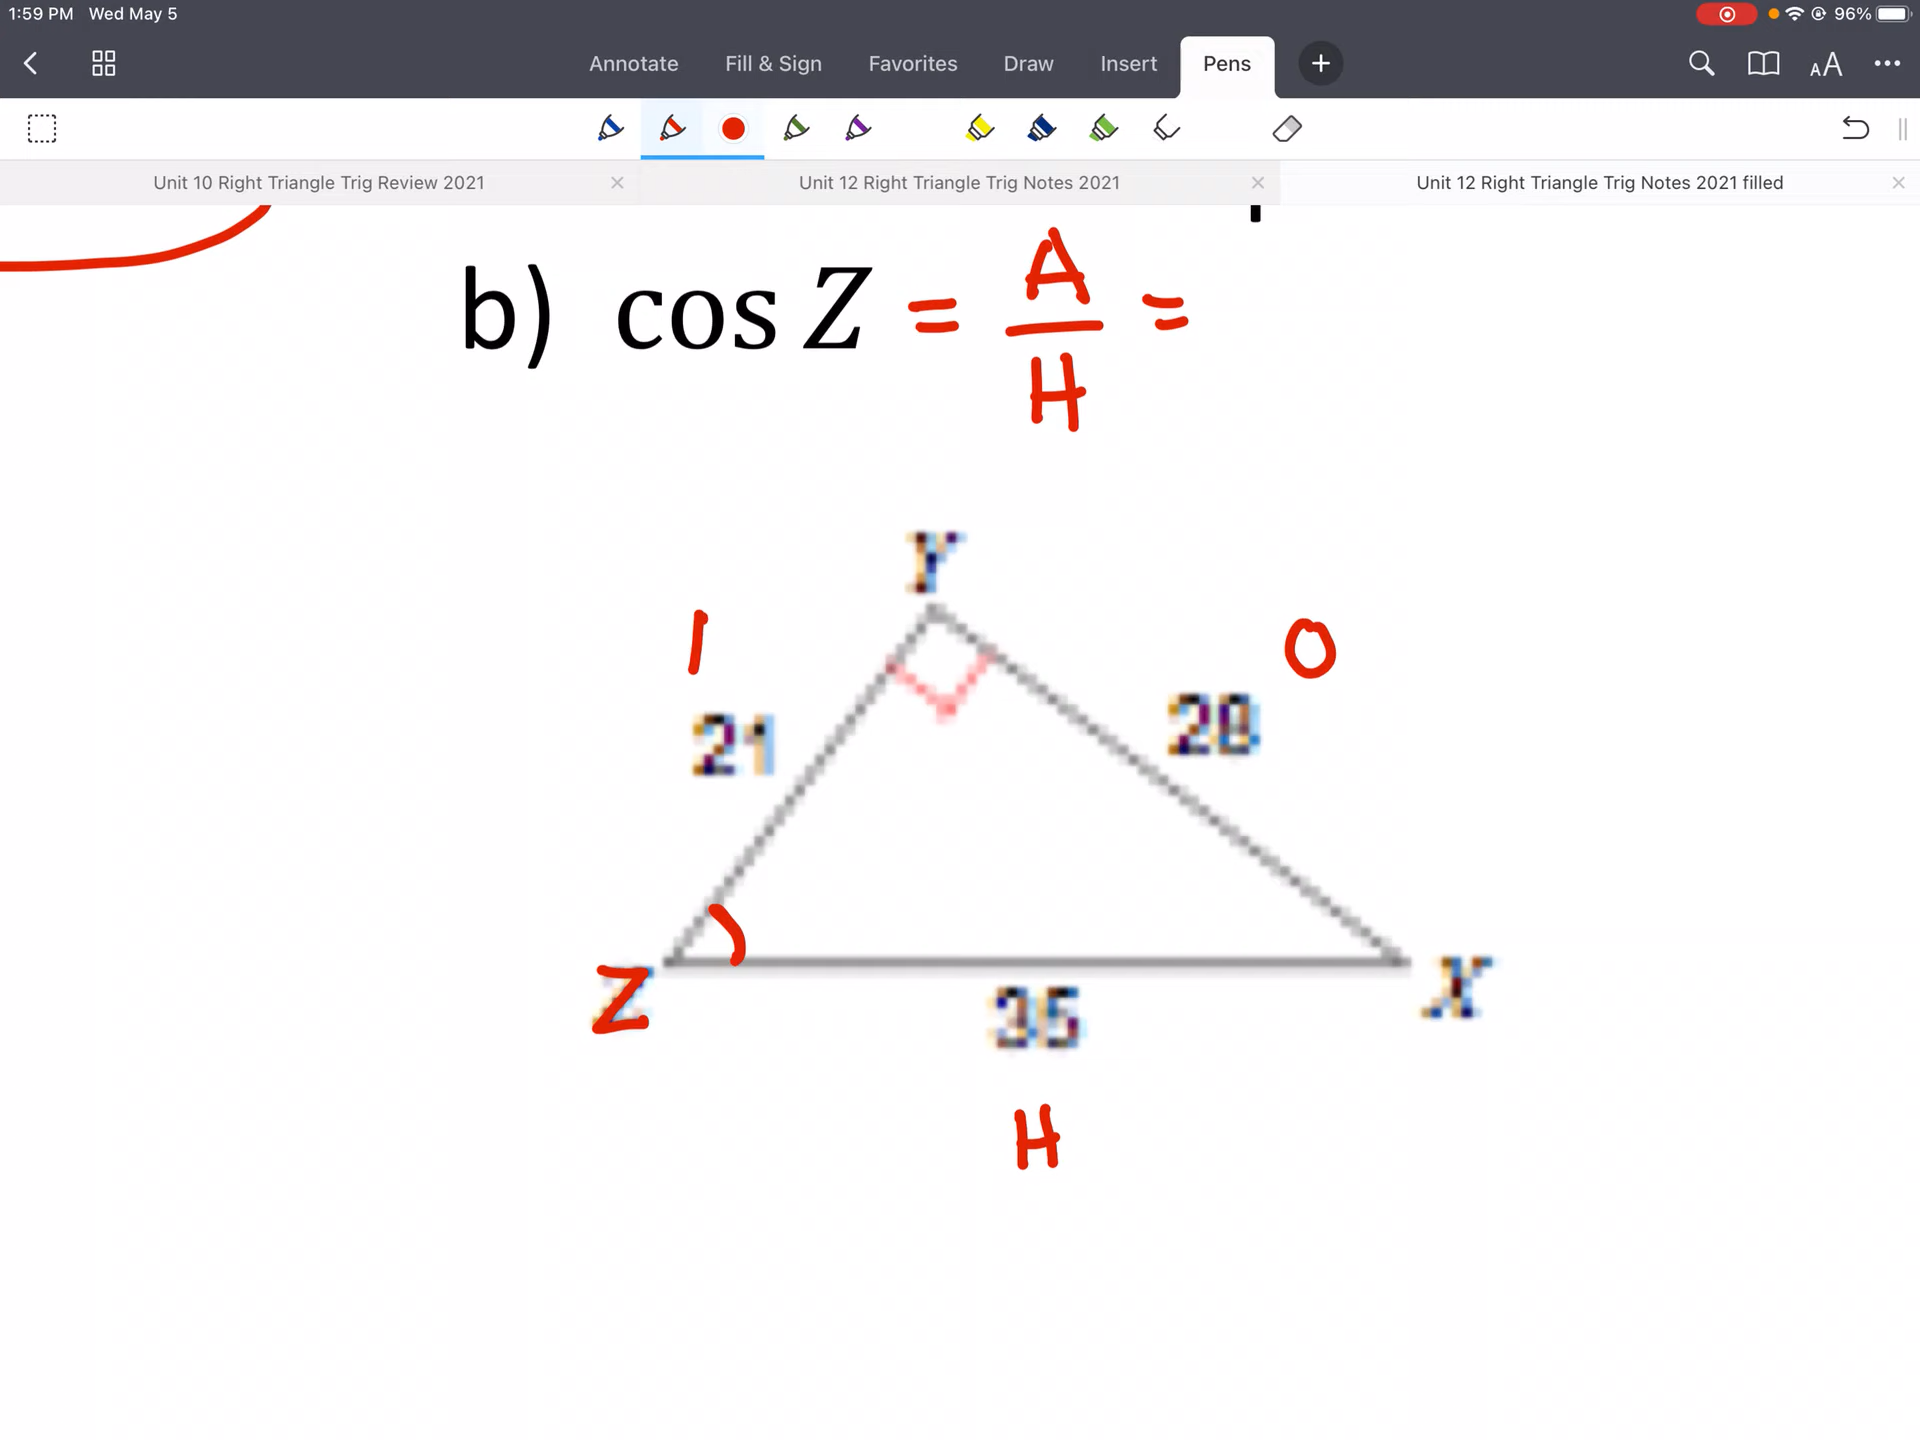 1:59 PM Wed May 5
96%
Annotate Fill & Sign Favorites Draw Insert Pens
AA
Unit 10 Right Triangle Trig Review 2021
Unit 12 Right Triangle Trig Notes 2021
Unit 12 Right Triangle Trig Notes 2021 filled
b) cos Z = A/H =
Y
O
21
28
Z
X
35
H